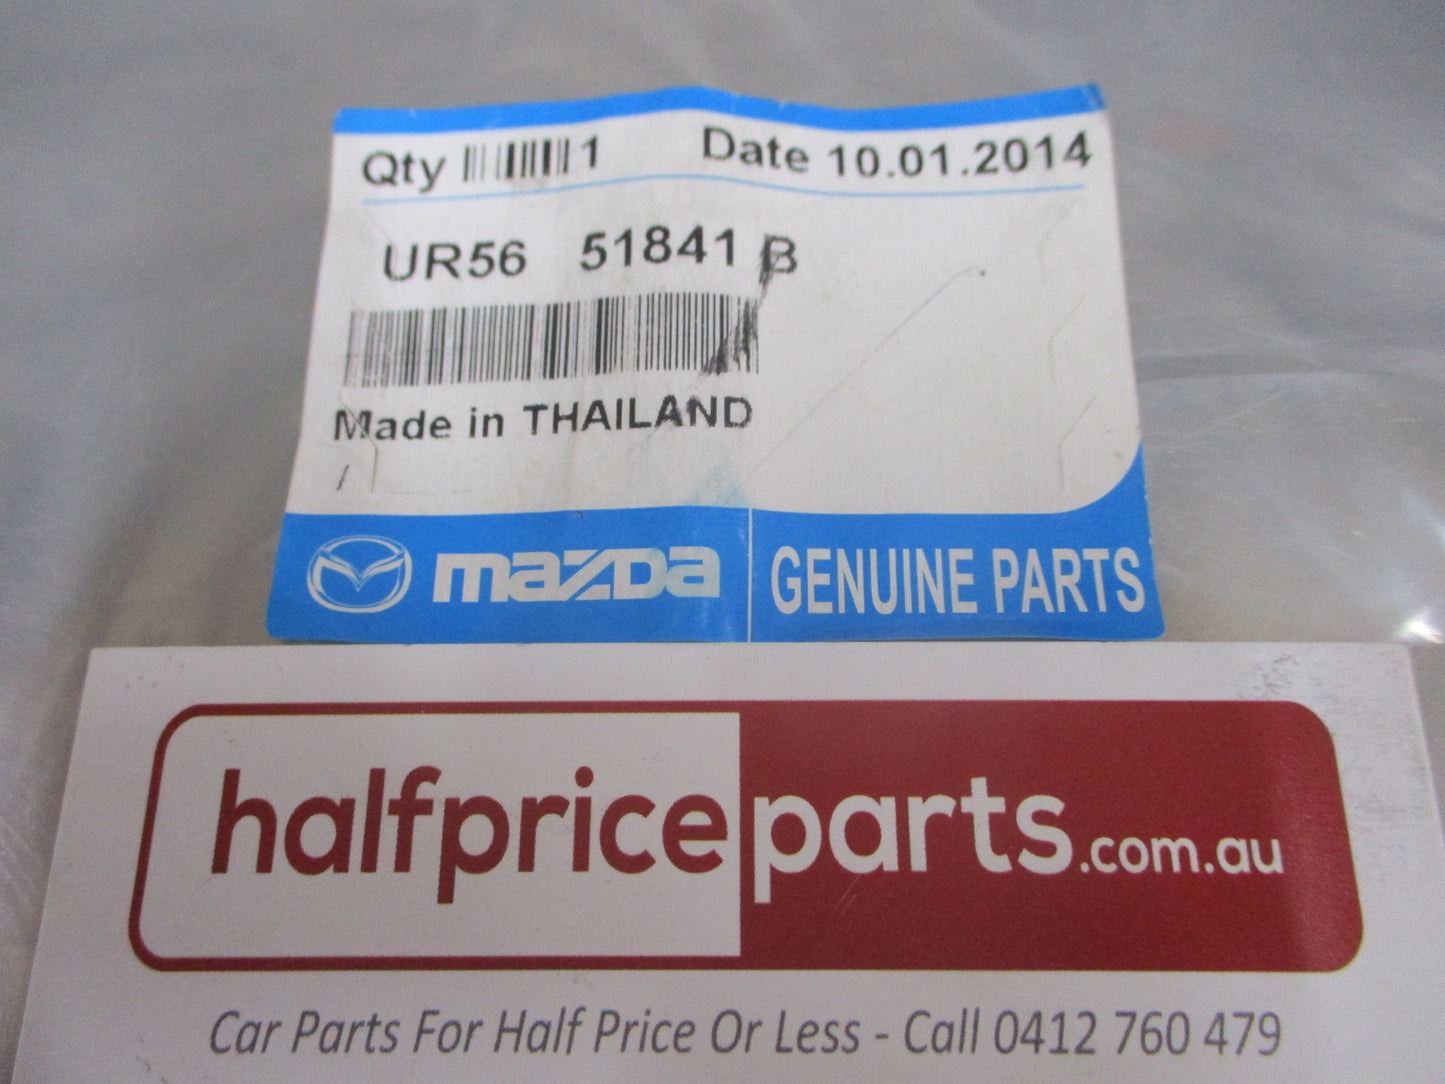 Qty 1 Date 10.01.2014
UR56 51841 B
Made in THAILAND
/
mazda GENUINE PARTS
halfpriceparts.com.au
Car Parts For Half Price Or Less - Call 0412 760 479